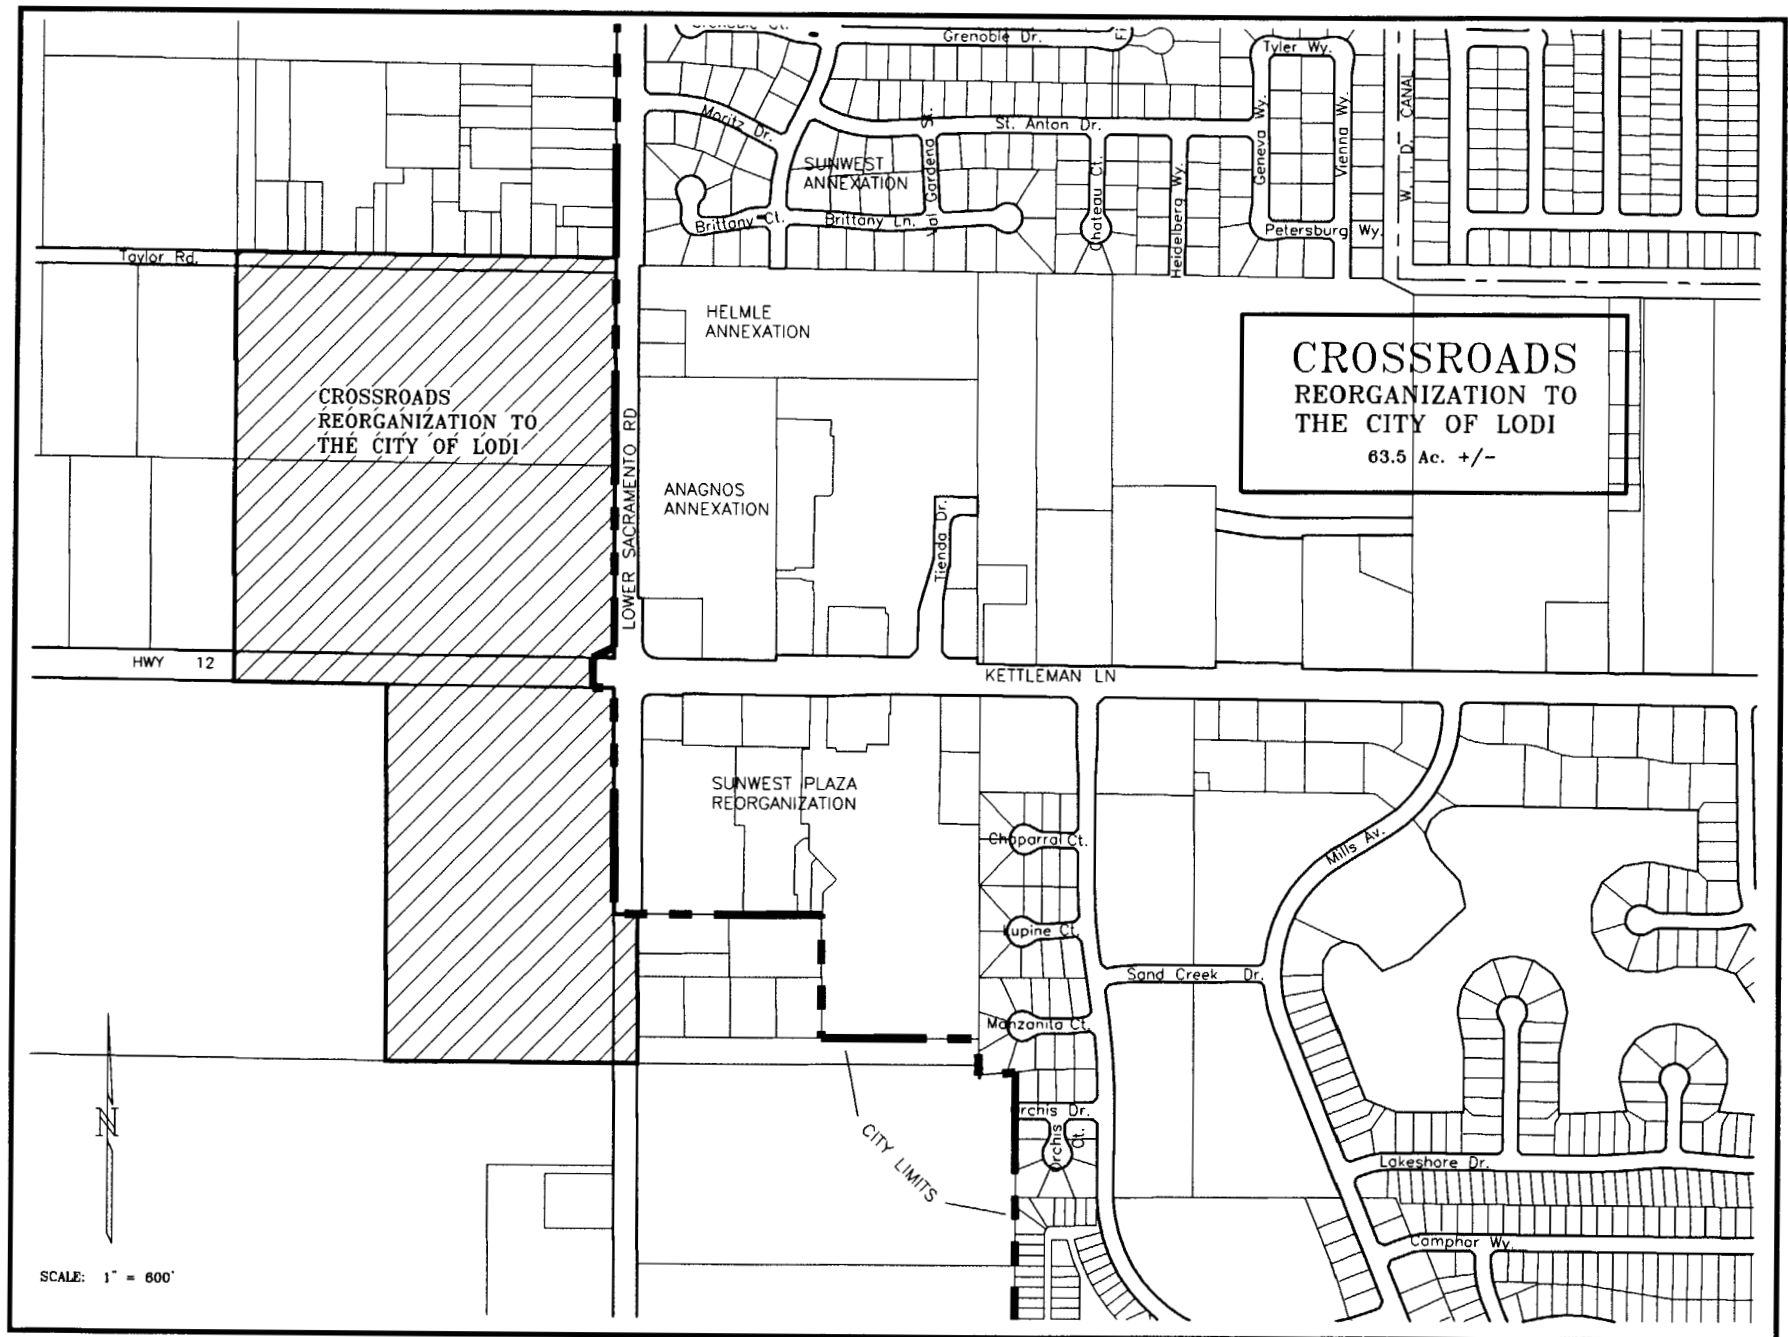 Grenoble Dr.
Tyler Wy.
Moritz Dr.
St. Anton Dr.
Geneva Wy.
Vienna Wy.
W. I. D. CANAL
SUNWEST
ANNEXATION
Val Gardena St.
Chateau Ct.
Heidelberg Wy.
Brittany Ct.
Brittany Ln.
Petersburg Wy.
Taylor Rd.
HELMLE
ANNEXATION
CROSSROADS
REORGANIZATION TO
THE CITY OF LODI
63.5 Ac. +/-
CROSSROADS
REORGANIZATION TO
THE CITY OF LODI
LOWER SACRAMENTO RD
ANAGNOS
ANNEXATION
Tienda Dr.
HWY 12
KETTLEMAN LN
SUNWEST PLAZA
REORGANIZATION
Chaparral Ct.
Mills Av.
Lupine Ct.
Sand Creek Dr.
Manzanita Ct.
Orchis Dr.
Orchis Ct.
CITY LIMITS
Lakeshore Dr.
Camphor Wy.
N
SCALE: 1" = 600'